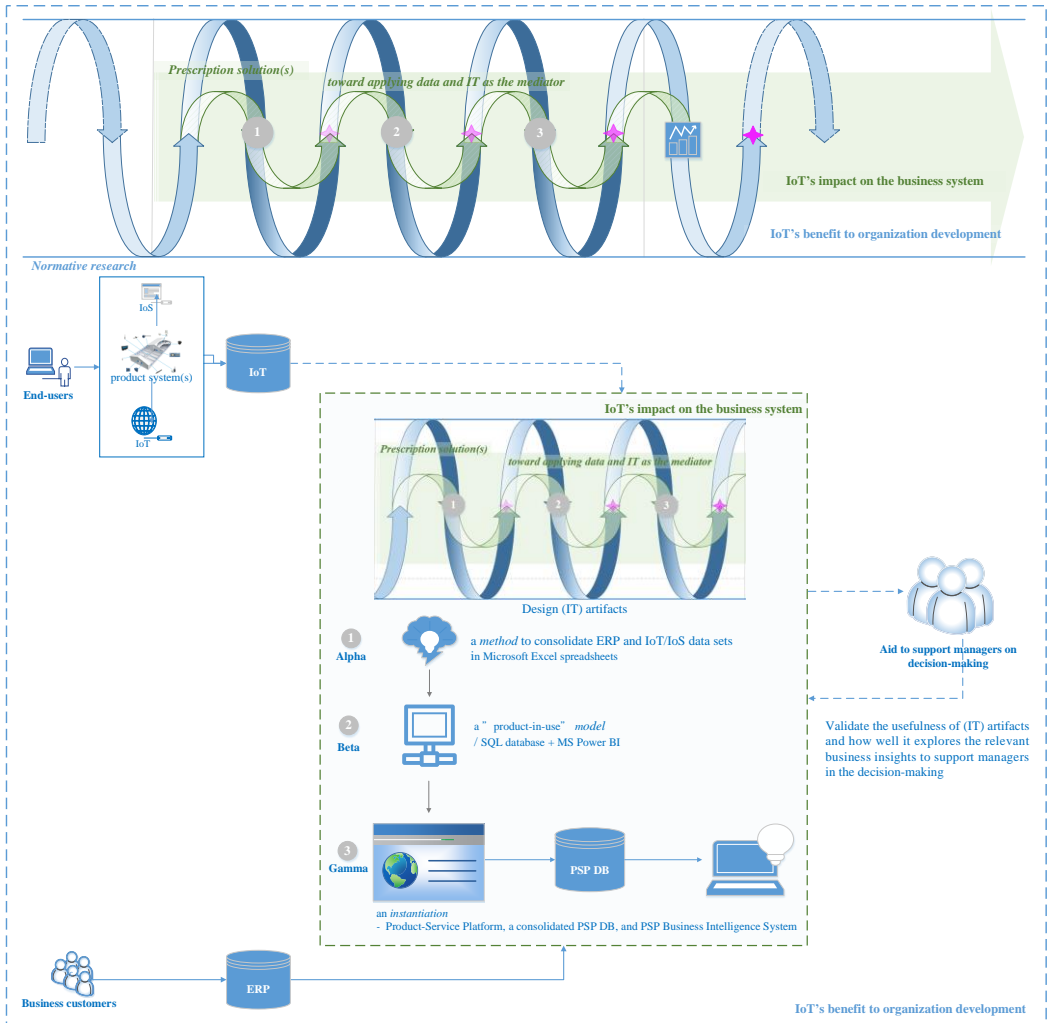 Prescription solution(s)
toward applying data and IT as the mediator
1
2
3
IoT's impact on the business system
IoT's benefit to organization development
Normative research
IoS
product system(s)
IoT
End-users
IoT
IoT's impact on the business system
Prescription solution(s)
toward applying data and IT as the mediator
1
2
3
Design (IT) artifacts
1
Alpha
a method to consolidate ERP and IoT/IoS data sets
in Microsoft Excel spreadsheets
2
Beta
a " product-in-use" model
/ SQL database + MS Power BI
3
Gamma
PSP DB
an instantiation
- Product-Service Platform, a consolidated PSP DB, and PSP Business Intelligence System
Aid to support managers on
decision-making
Validate the usefulness of (IT) artifacts
and how well it explores the relevant
business insights to support managers
in the decision-making
Business customers
ERP
IoT's benefit to organization development